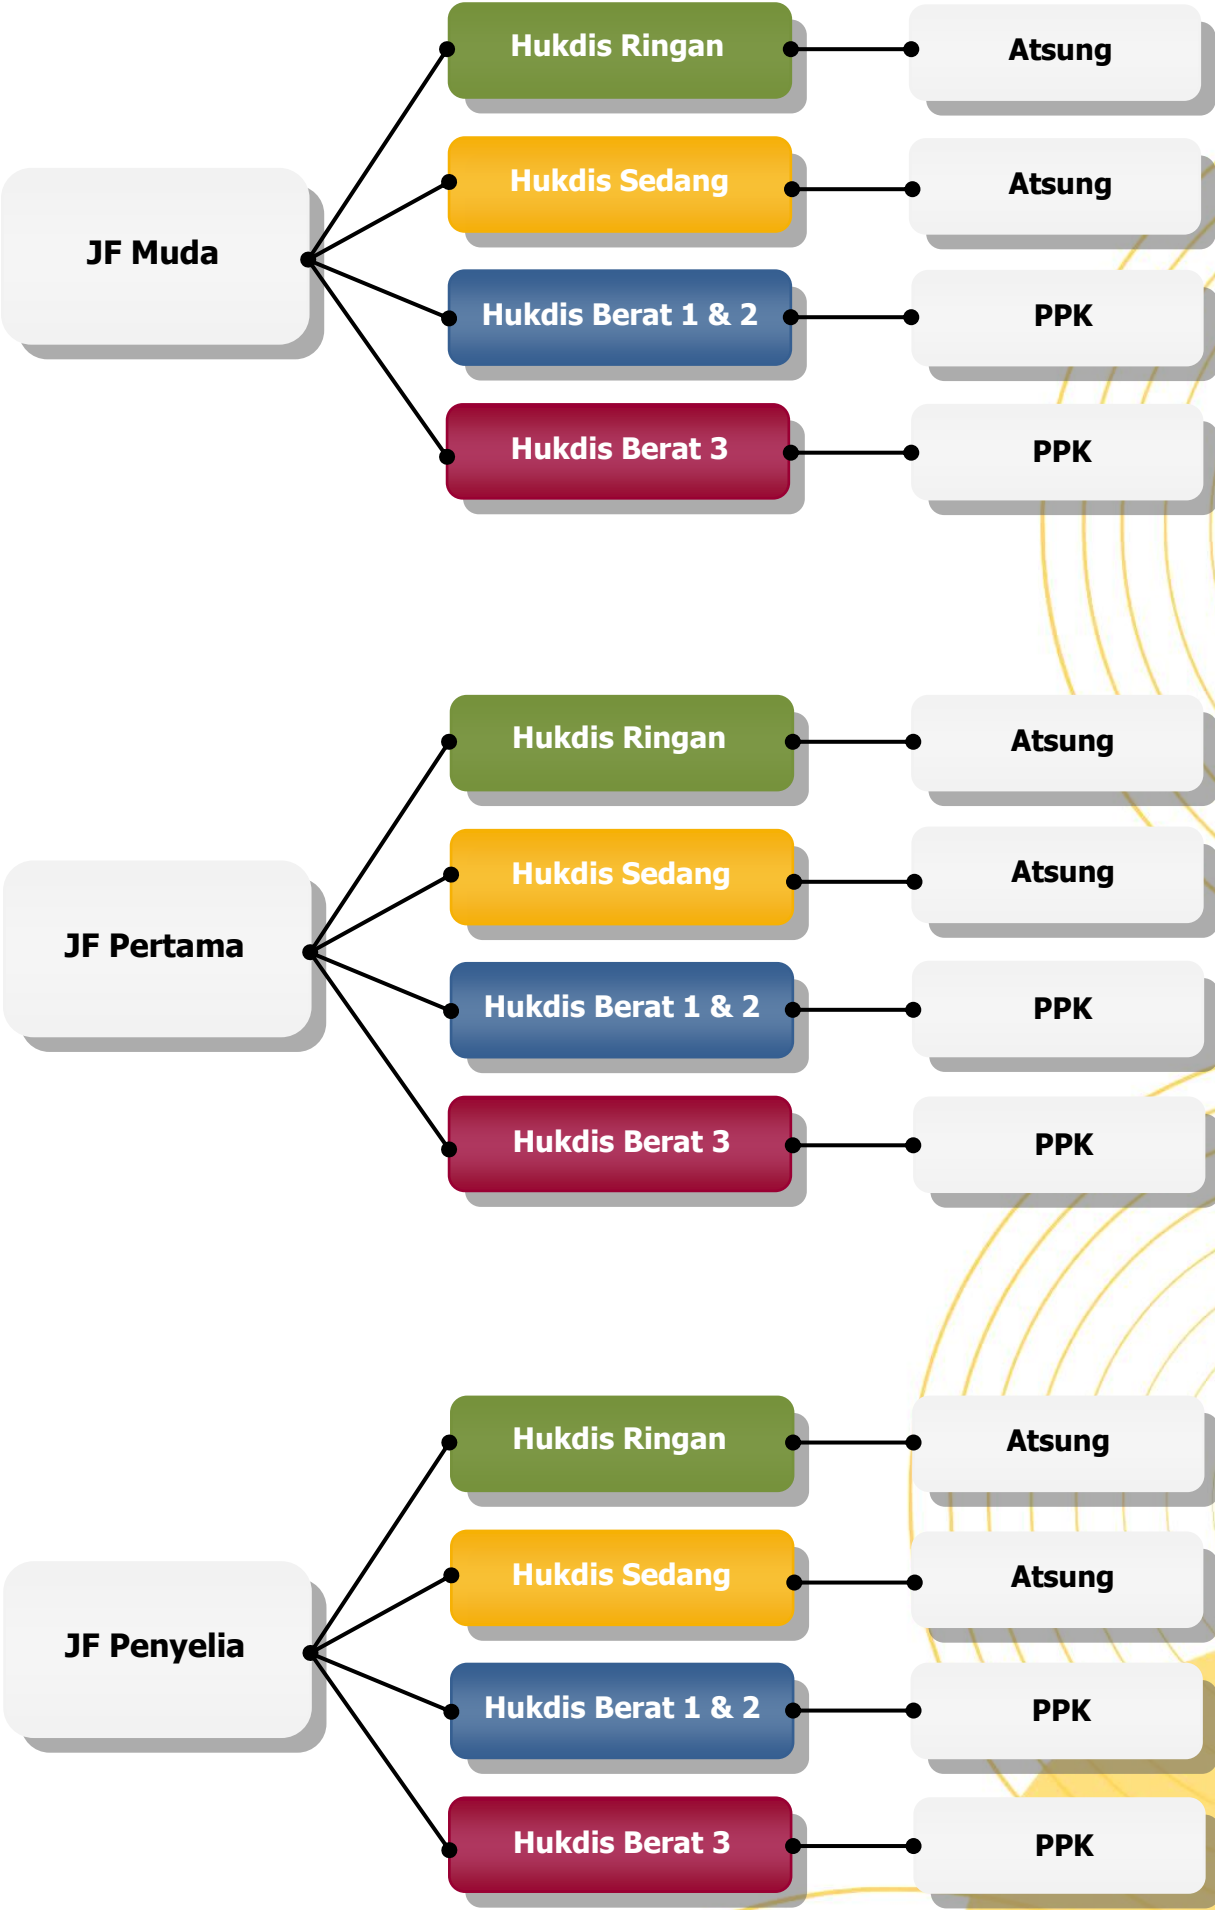 JF Muda
Hukdis Ringan
Atsung
Hukdis Sedang
Atsung
Hukdis Berat 1 & 2
PPK
Hukdis Berat 3
PPK
JF Pertama
Hukdis Ringan
Atsung
Hukdis Sedang
Atsung
Hukdis Berat 1 & 2
PPK
Hukdis Berat 3
PPK
JF Penyelia
Hukdis Ringan
Atsung
Hukdis Sedang
Atsung
Hukdis Berat 1 & 2
PPK
Hukdis Berat 3
PPK